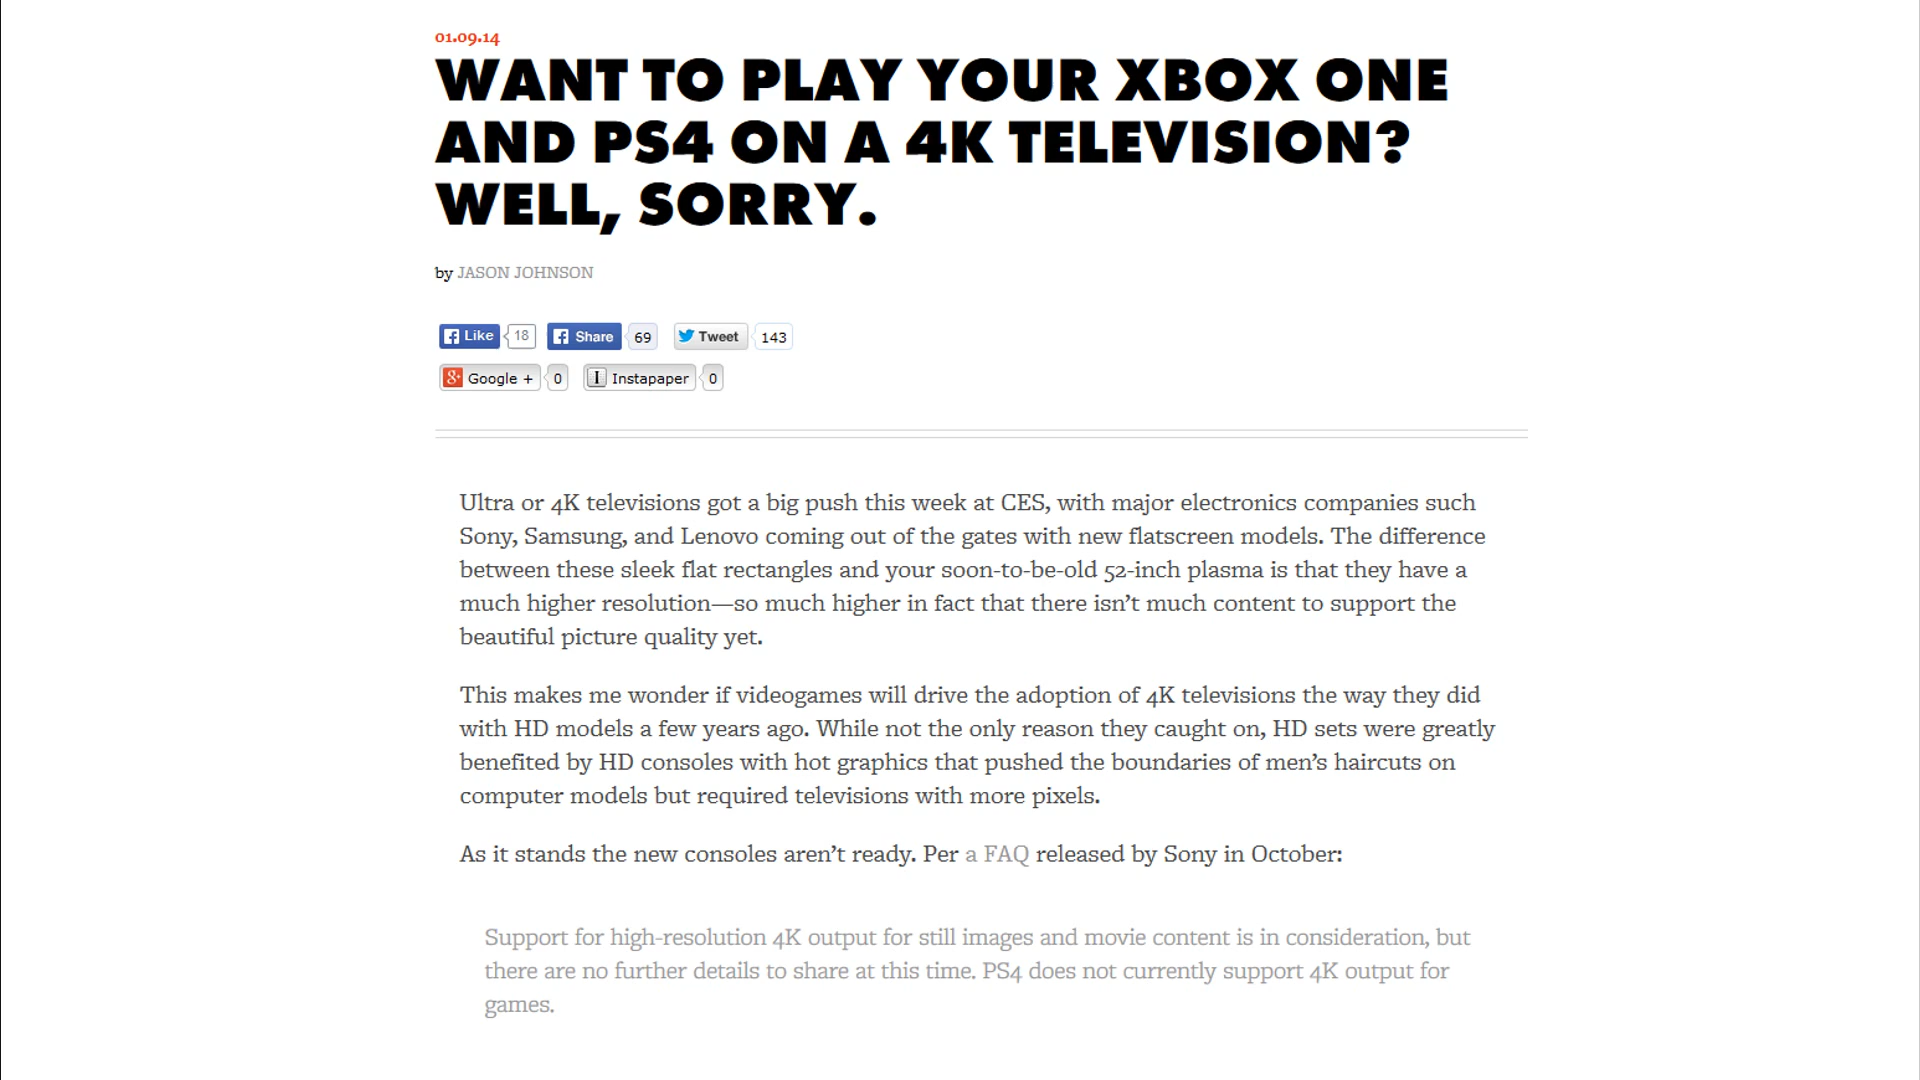 01.09.14
WANT TO PLAY YOUR XBOX ONE
AND PS4 ON A 4K TELEVISION?
WELL, SORRY.
by JASON JOHNSON
Like 18 Share 69 Tweet 143
Google + 0 Instapaper 0
Ultra or 4K televisions got a big push this week at CES, with major electronics companies such
Sony, Samsung, and Lenovo coming out of the gates with new flatscreen models. The difference
between these sleek flat rectangles and your soon-to-be-old 52-inch plasma is that they have a
much higher resolution—so much higher in fact that there isn’t much content to support the
beautiful picture quality yet.
This makes me wonder if videogames will drive the adoption of 4K televisions the way they did
with HD models a few years ago. While not the only reason they caught on, HD sets were greatly
benefited by HD consoles with hot graphics that pushed the boundaries of men’s haircuts on
computer models but required televisions with more pixels.
As it stands the new consoles aren’t ready. Per a FAQ released by Sony in October:
Support for high-resolution 4K output for still images and movie content is in consideration, but
there are no further details to share at this time. PS4 does not currently support 4K output for
games.